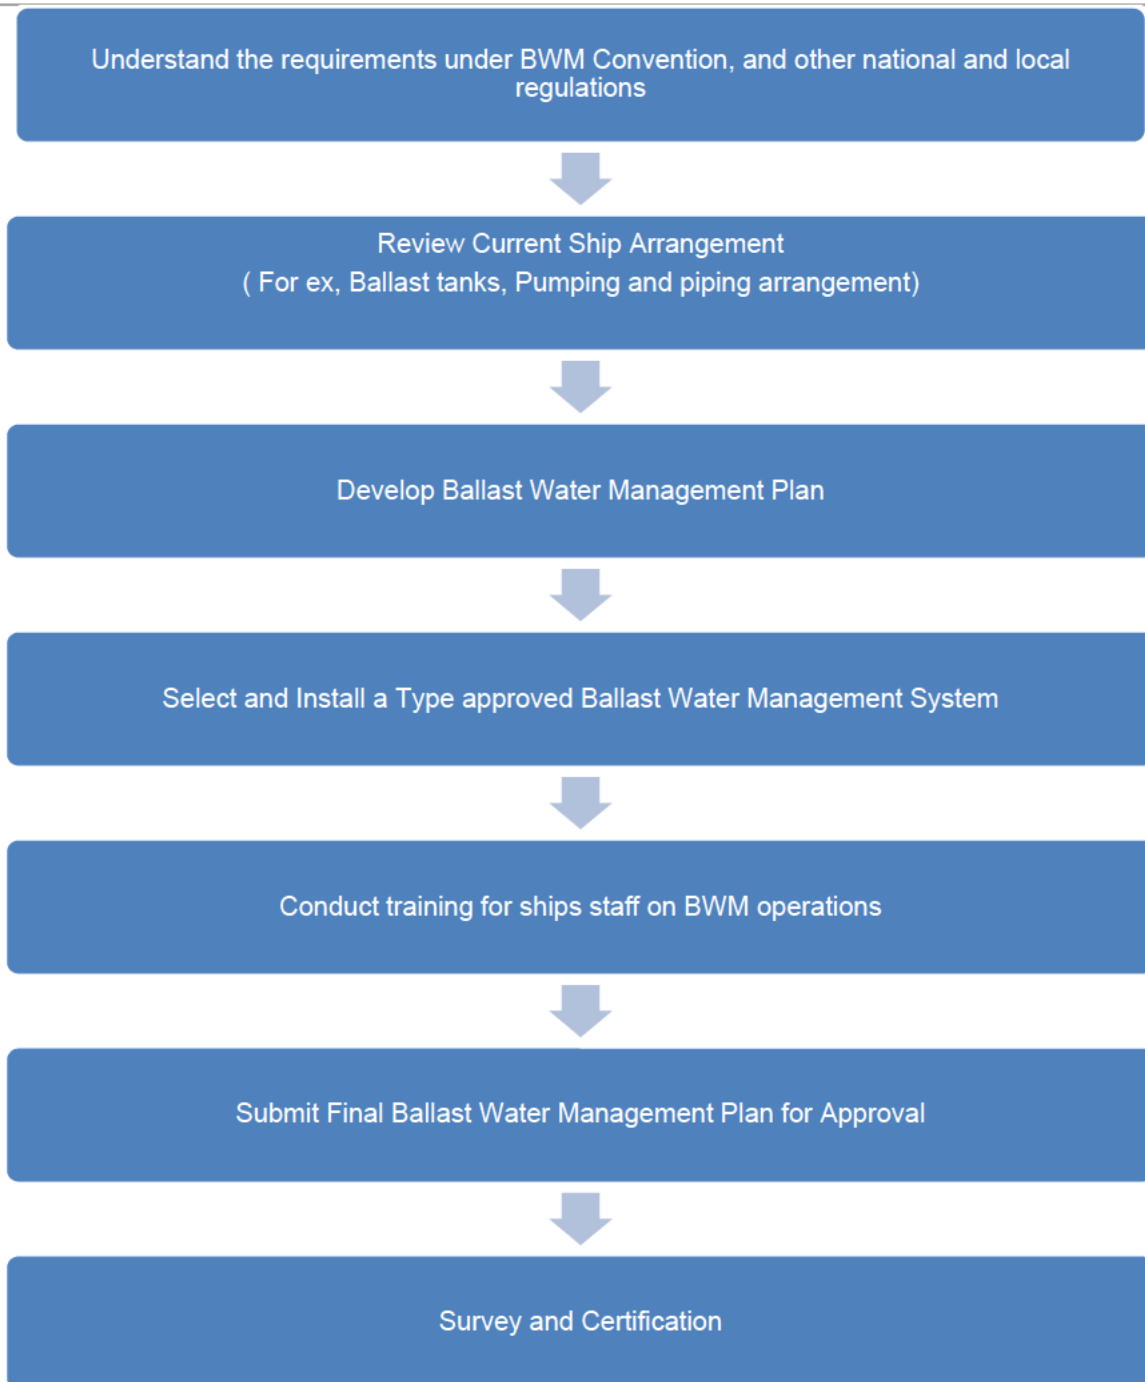 Understand the requirements under BWM Convention, and other national and local
regulations
Review Current Ship Arrangement
( For ex, Ballast tanks, Pumping and piping arrangement)
Develop Ballast Water Management Plan
Select and Install a Type approved Ballast Water Management System
Conduct training for ships staff on BWM operations
Submit Final Ballast Water Management Plan for Approval
Survey and Certification